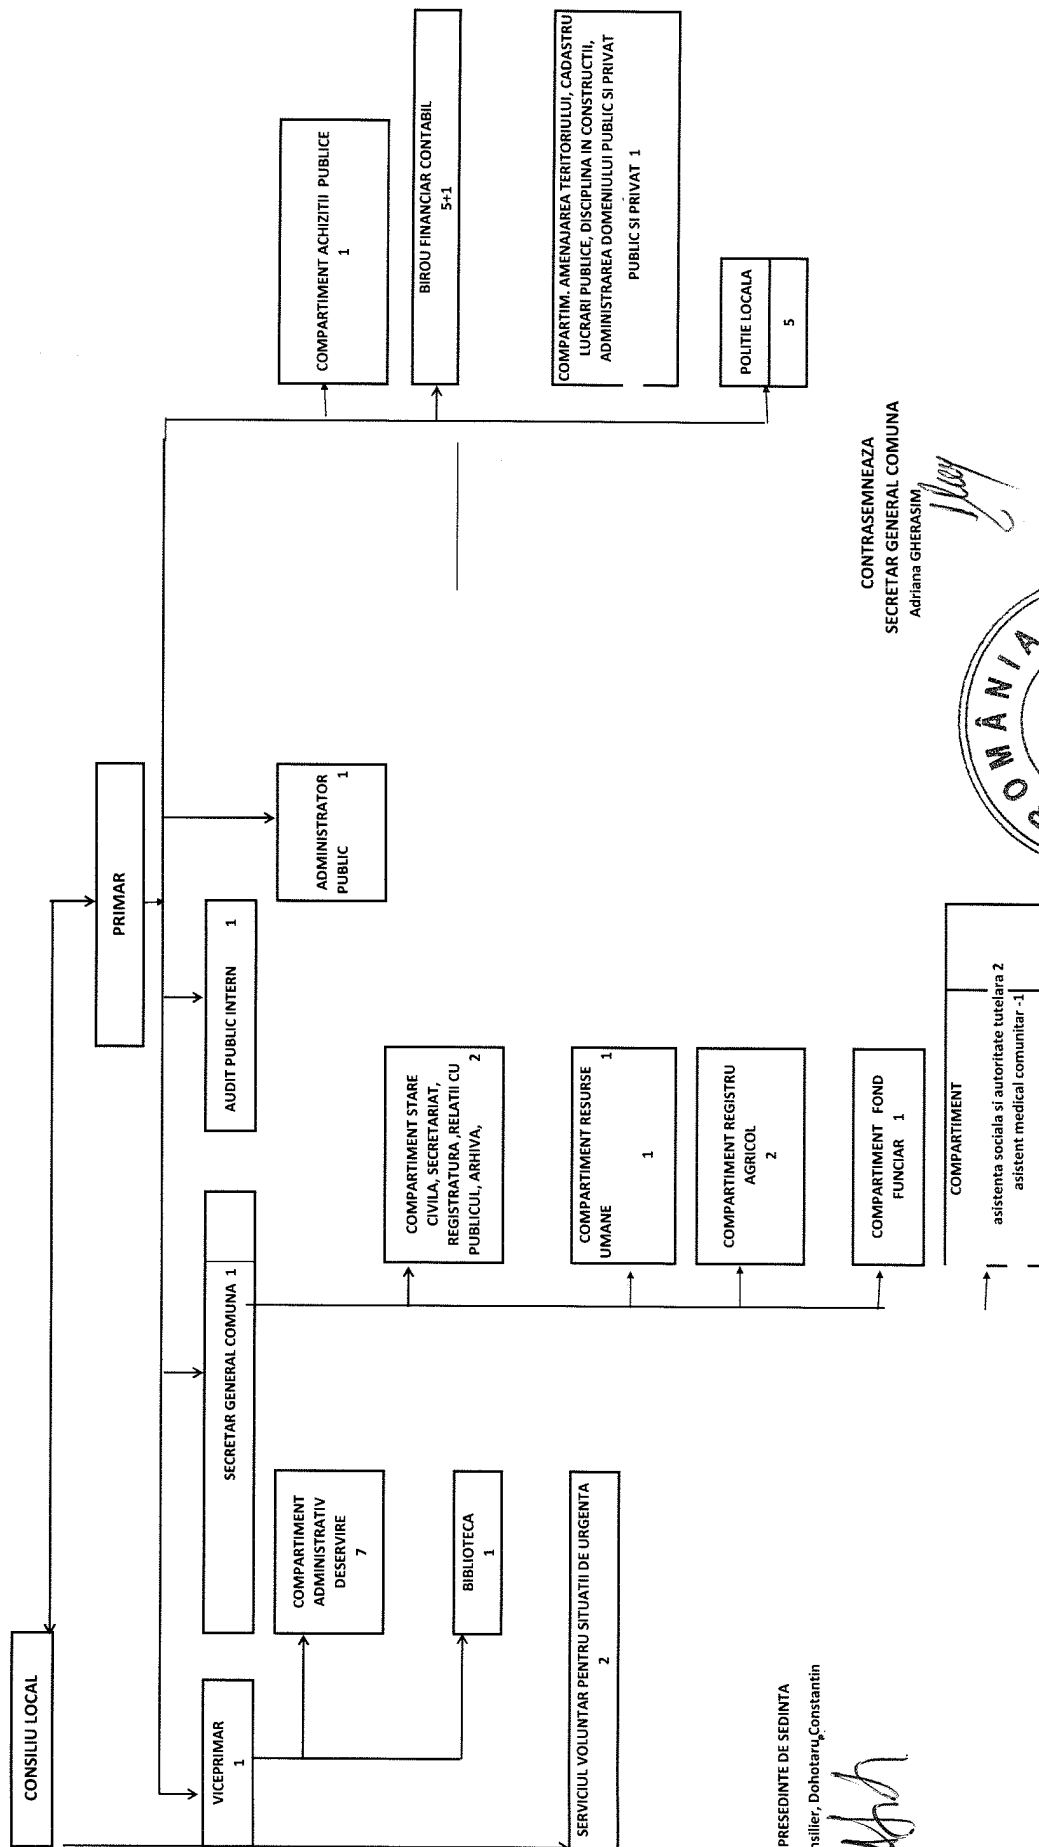 CONSILIU LOCAL
PRIMAR
VICEPRIMAR
1
SECRETAR GENERAL COMUNA 1
AUDIT PUBLIC INTERN 1
COMPARTIMENT
ADMINISTRATIV
DESERVIRE
7
BIBLIOTECA
1
SERVICIUL VOLUNTAR PENTRU SITUATII DE URGENTA
2
COMPARTIMENT STARE
CIVILA, SECRETARIAT,
REGISTRATURA ,RELATII CU
PUBLICUL, ARHIVA, 2
COMPARTIMENT RESURSE
UMANE 1
1
COMPARTIMENT REGISTRU
AGRICOL
2
COMPARTIMENT FOND
FUNCIAR 1
COMPARTIMENT
asistenta sociala si autoritate tutelara 2
asistent medical comunitar -1
ADMINISTRATOR
PUBLIC 1
COMPARTIMENT ACHIZITII PUBLICE
1
BIROU FINANCIAR CONTABIL
5+1
COMPARTIM. AMENAJAREA TERITORIULUI, CADASTRU
LUCRARI PUBLICE, DISCIPLINA IN CONSTRUCTII,
ADMINISTRAREA DOMENIULUI PUBLIC SI PRIVAT
PUBLIC SI PRIVAT 1
POLITIE LOCALA
5
PRESEDINTE DE SEDINTA
nsilier, Dohotaru Constantin
CONTRASEMNEAZA
SECRETAR GENERAL COMUNA
Adriana GHERASIM
ROMÂNIA